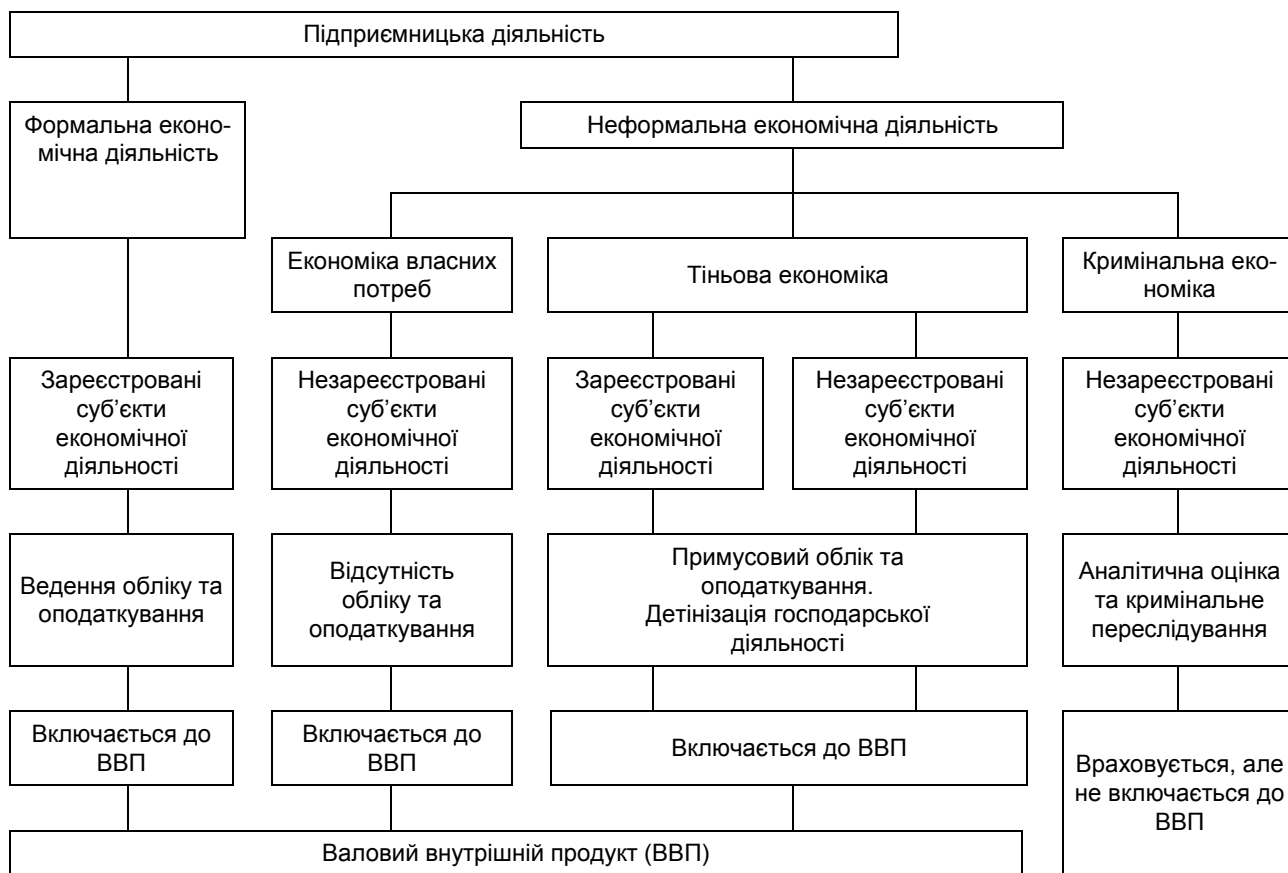 Підприємницька діяльність
Формальна еконо-
мічна діяльність
Неформальна економічна діяльність
Економіка власних
потреб
Тіньова економіка
Кримінальна еко-
номіка
Зареєстровані
суб’єкти
економічної
діяльності
Незареєстровані
суб’єкти
економічної
діяльності
Зареєстровані
суб’єкти
економічної
діяльності
Незареєстровані
суб’єкти
економічної
діяльності
Незареєстровані
суб’єкти
економічної
діяльності
Ведення обліку та
оподаткування
Відсутність
обліку та
оподаткування
Примусовий облік та
оподаткування.
Детінізація господарської
діяльності
Аналітична оцінка
та кримінальне
переслідування
Включається до
ВВП
Включається до
ВВП
Включається до ВВП
Враховується, але
не включається до
ВВП
Валовий внутрішній продукт (ВВП)